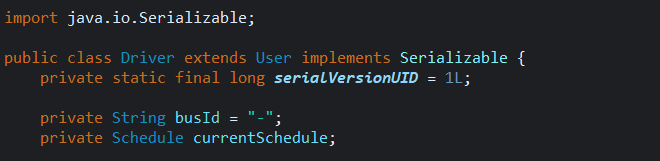 import java.io.Serializable;
public class Driver extends User implements Serializable {
private static final long serialVersionUID = 1L;
private String busId = "-";
private Schedule currentSchedule;